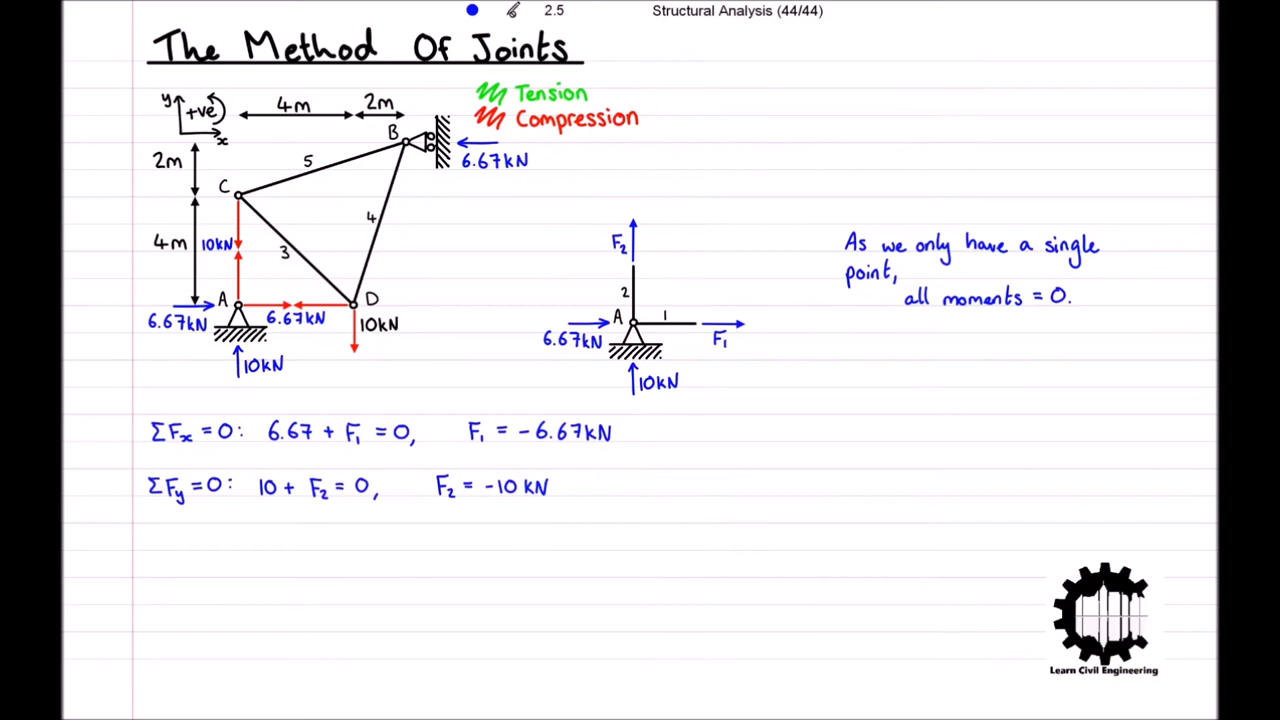 2.5
Structural Analysis (44/44)
The Method Of Joints
Tension
Compression
y
+ve
x
4m
2m
B
6.67kN
2m
5
C
4
4m
10kN
3
A
D
6.67kN
6.67kN
10kN
10kN
F₂
2
A
1
6.67kN
F₁
10kN
As we only have a single
point,
all moments = 0.
ΣFx = 0: 6.67 + F₁ = 0, F₁ = -6.67kN
ΣFy = 0: 10 + F₂ = 0, F₂ = -10 kN
Learn Civil Engineering